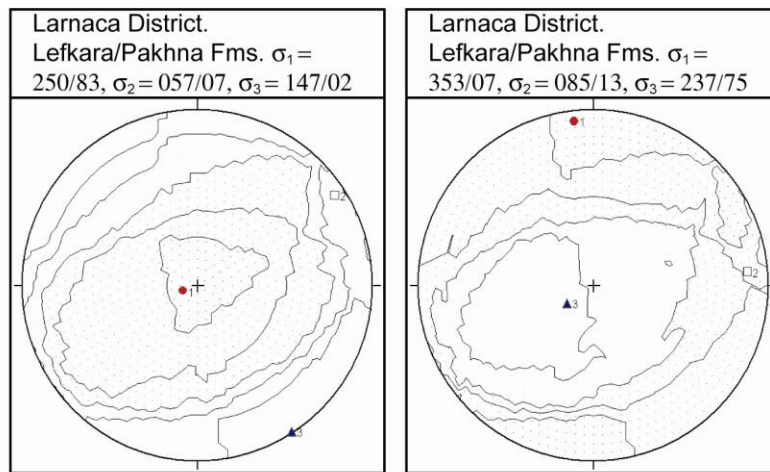 Larnaca District.
Lefkara/Pakhna Fms. σ₁ =
250/83, σ₂ = 057/07, σ₃ = 147/02
1
2
3
Larnaca District.
Lefkara/Pakhna Fms. σ₁ =
353/07, σ₂ = 085/13, σ₃ = 237/75
1
2
3